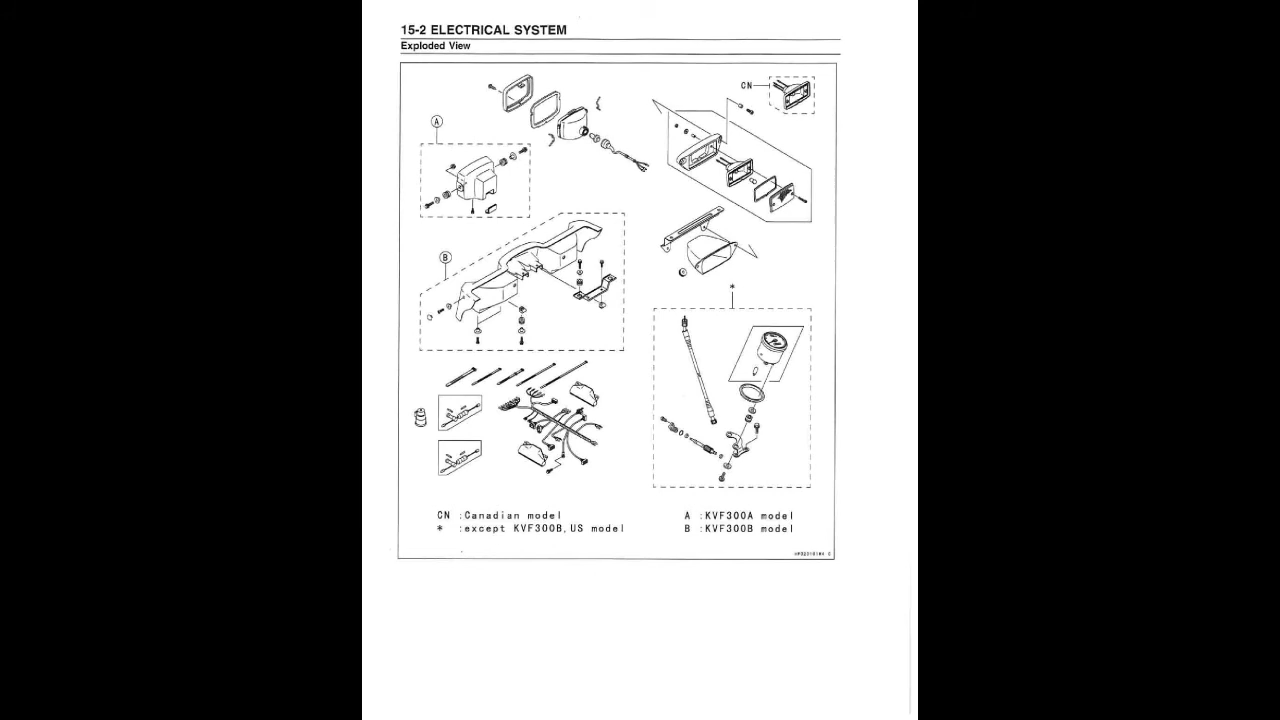 15-2 ELECTRICAL SYSTEM
Exploded View
CN
A
B
*
CN :Canadian model
* :except KVF300B,US model
A :KVF300A model
B :KVF300B model